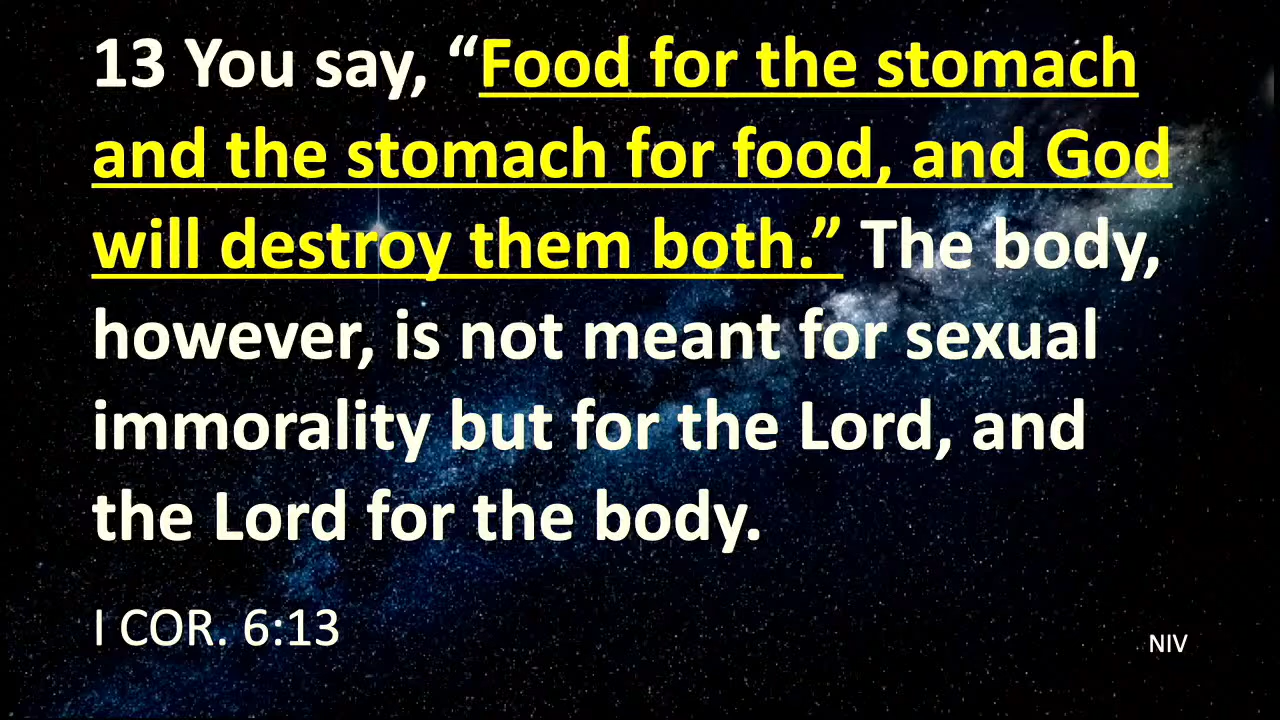 13 You say, “Food for the stomach
and the stomach for food, and God
will destroy them both.” The body,
however, is not meant for sexual
immorality but for the Lord, and
the Lord for the body.
I COR. 6:13
NIV